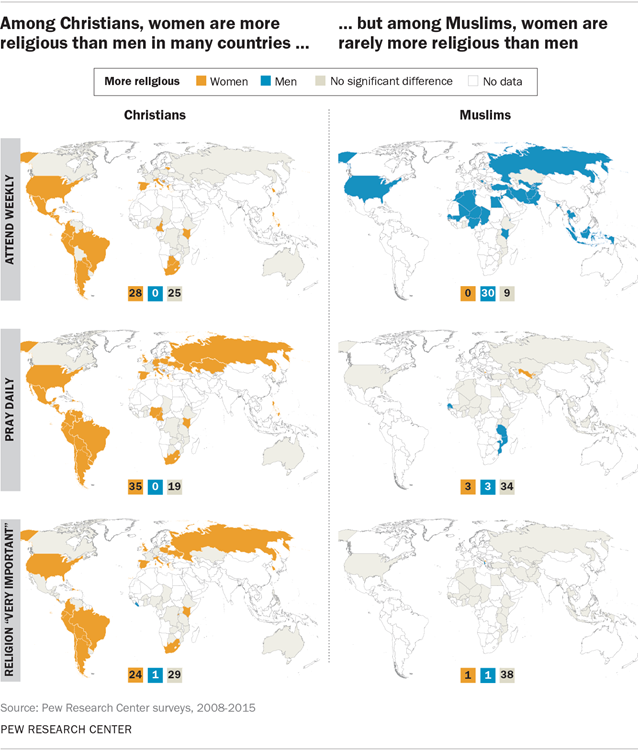 Among Christians, women are more
religious than men in many countries ...
... but among Muslims, women are
rarely more religious than men
More religious Women Men No significant difference No data
Christians
Muslims
ATTEND WEEKLY
28 0 25
0 30 9
PRAY DAILY
35 0 19
3 3 34
RELIGION “VERY IMPORTANT”
24 1 29
1 1 38
Source: Pew Research Center surveys, 2008-2015
PEW RESEARCH CENTER